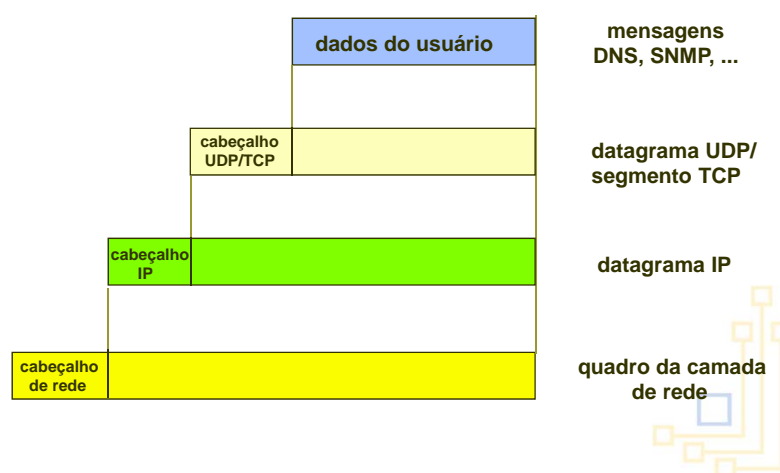 dados do usuário
mensagens
DNS, SNMP, ...
cabeçalho
UDP/TCP
datagrama UDP/
segmento TCP
cabeçalho
IP
datagrama IP
cabeçalho
de rede
quadro da camada
de rede